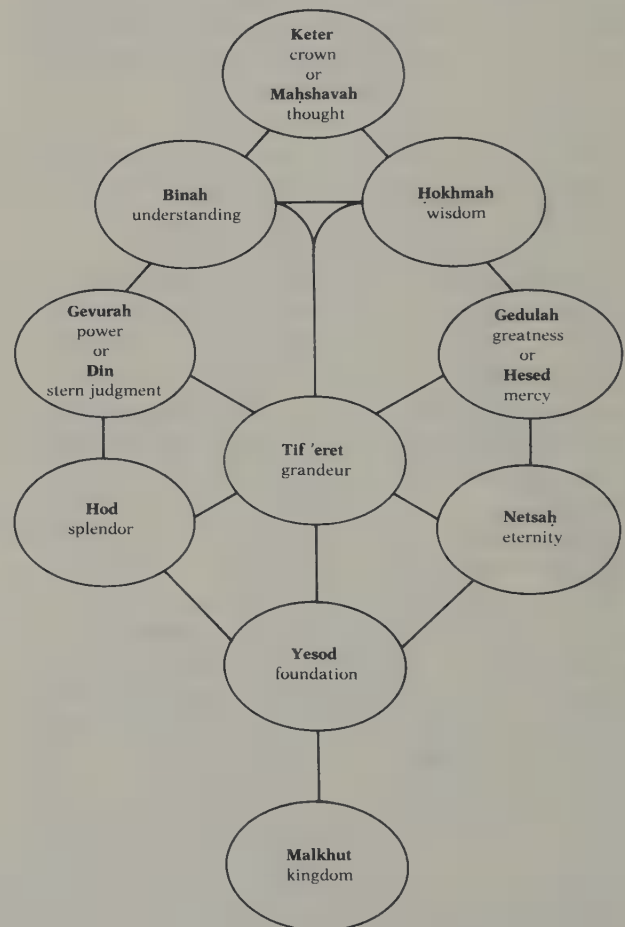 Keter
crown
or
Maḥshavah
thought
Binah
understanding
Ḥokhmah
wisdom
Gevurah
power
or
Din
stern judgment
Gedulah
greatness
or
Hesed
mercy
Tif 'eret
grandeur
Hod
splendor
Netsaḥ
eternity
Yesod
foundation
Malkhut
kingdom